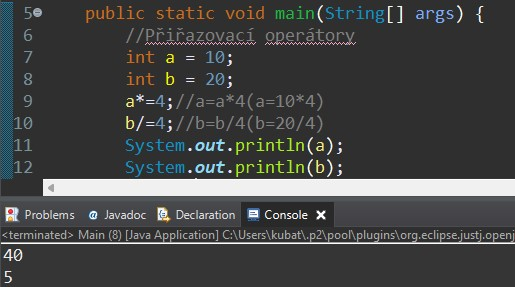 5 public static void main(String[] args) {
6 //Přiřazovací operátory
7 int a = 10;
8 int b = 20;
9 a*=4;//a=a*4(a=10*4)
10 b/=4;//b=b/4(b=20/4)
11 System.out.println(a);
12 System.out.println(b);
Problems @ Javadoc Declaration Console
<terminated> Main (8) [Java Application] C:\Users\kubat\.p2\pool\plugins\org.eclipse.justj.openj
40
5